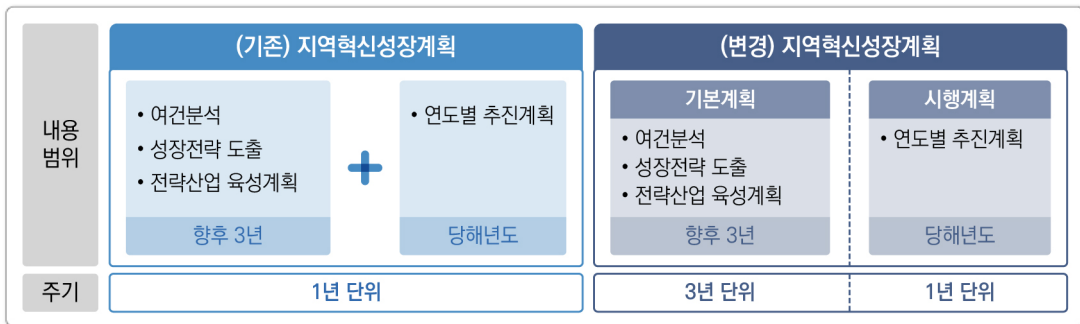 (기존) 지역혁신성장계획
(변경) 지역혁신성장계획
내용
범위
• 여건분석
• 성장전략 도출
• 전략산업 육성계획
향후 3년
• 연도별 추진계획
당해년도
기본계획
• 여건분석
• 성장전략 도출
• 전략산업 육성계획
향후 3년
시행계획
• 연도별 추진계획
당해년도
주기
1년 단위
3년 단위
1년 단위